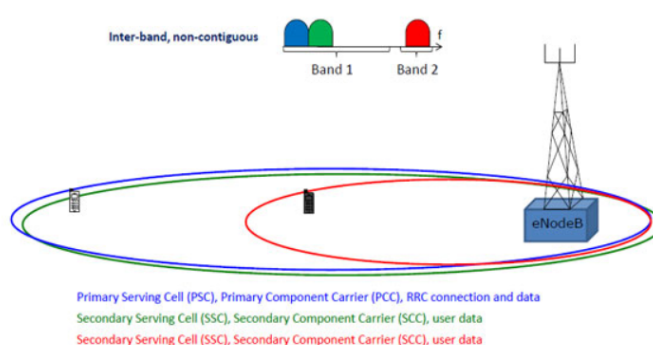 Inter-band, non-contiguous
f
Band 1
Band 2
eNodeB
Primary Serving Cell (PSC), Primary Component Carrier (PCC), RRC connection and data
Secondary Serving Cell (SSC), Secondary Component Carrier (SCC), user data
Secondary Serving Cell (SSC), Secondary Component Carrier (SCC), user data